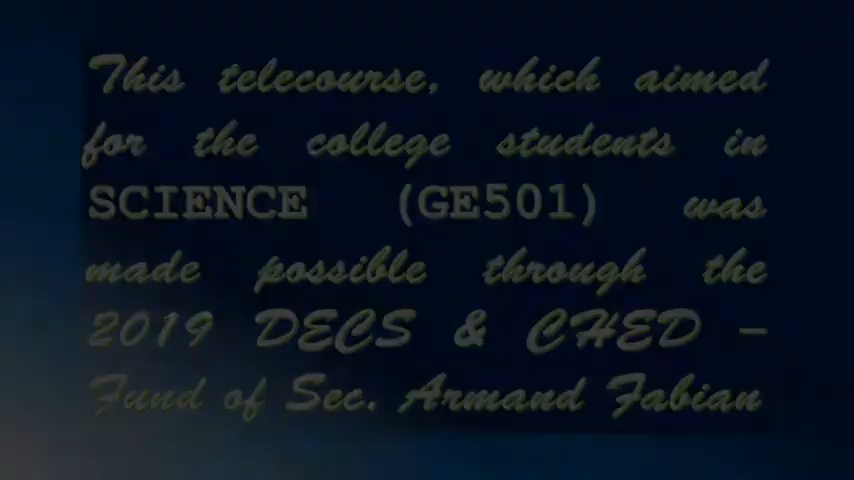 This telecourse, which aimed
for the college students in
SCIENCE (GE501) was
made possible through the
2019 DECS & CHED –
Fund of Sec. Armand Fabian